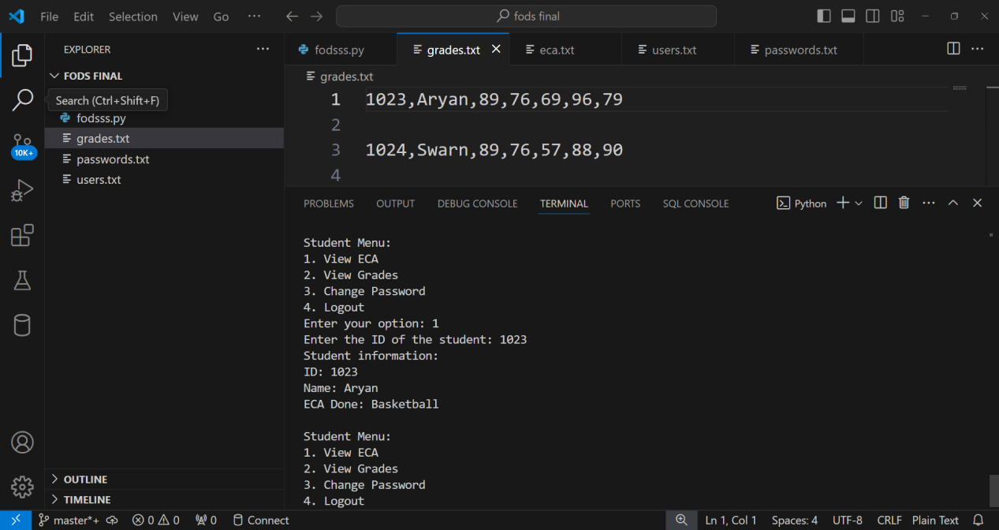 File Edit Selection View Go ··· fods final
EXPLORER ···
FODS FINAL
Search (Ctrl+Shift+F)
fodsss.py
grades.txt
passwords.txt
users.txt
10K+
OUTLINE
TIMELINE
fodsss.py grades.txt eca.txt users.txt passwords.txt
grades.txt
1 1023,Aryan,89,76,69,96,79
2
3 1024,Swarn,89,76,57,88,90
4
PROBLEMS OUTPUT DEBUG CONSOLE TERMINAL PORTS SQL CONSOLE Python
Student Menu:
1. View ECA
2. View Grades
3. Change Password
4. Logout
Enter your option: 1
Enter the ID of the student: 1023
Student information:
ID: 1023
Name: Aryan
ECA Done: Basketball
Student Menu:
1. View ECA
2. View Grades
3. Change Password
4. Logout
master*+ 0 0 0 Connect Ln 1, Col 1 Spaces: 4 UTF-8 CRLF Plain Text